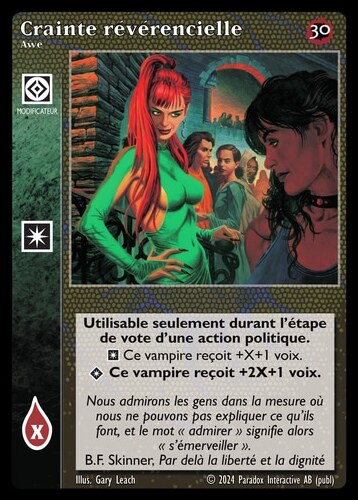 Crainte révérencielle
30
Awe
MODIFICATEUR
Utilisable seulement durant l'étape
de vote d'une action politique.
Ce vampire reçoit +X+1 voix.
Ce vampire reçoit +2X+1 voix.
Nous admirons les gens dans la mesure où
nous ne pouvons pas expliquer ce qu'ils
font, et le mot « admirer » signifie alors
« s'émerveiller ».
B.F. Skinner, Par delà la liberté et la dignité
X
Illus. Gary Leach
© 2024 Paradox Interactive AB (publ)